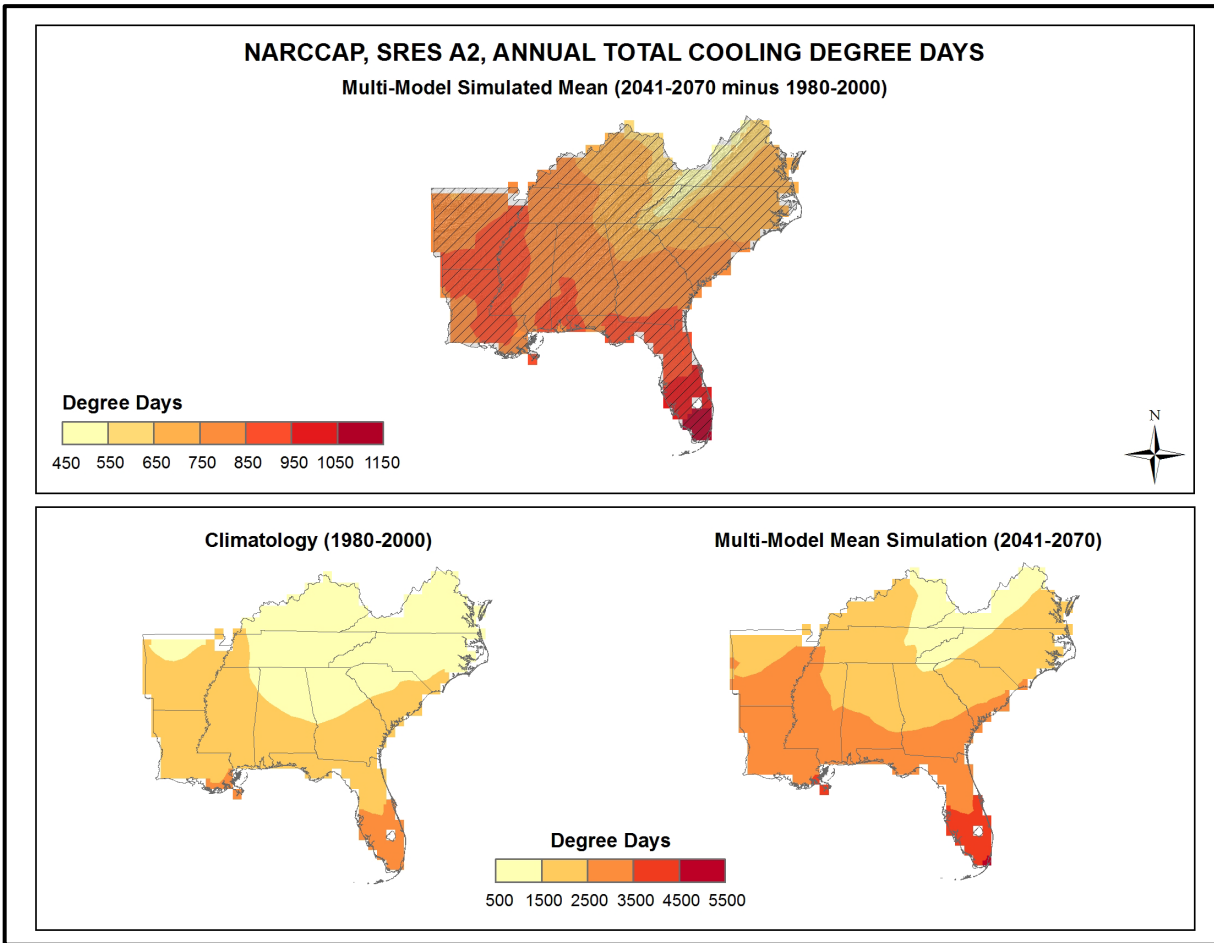 NARCCAP, SRES A2, ANNUAL TOTAL COOLING DEGREE DAYS
Multi-Model Simulated Mean (2041-2070 minus 1980-2000)
Degree Days
450 550 650 750 850 950 1050 1150
N
Climatology (1980-2000)
Multi-Model Mean Simulation (2041-2070)
Degree Days
500 1500 2500 3500 4500 5500